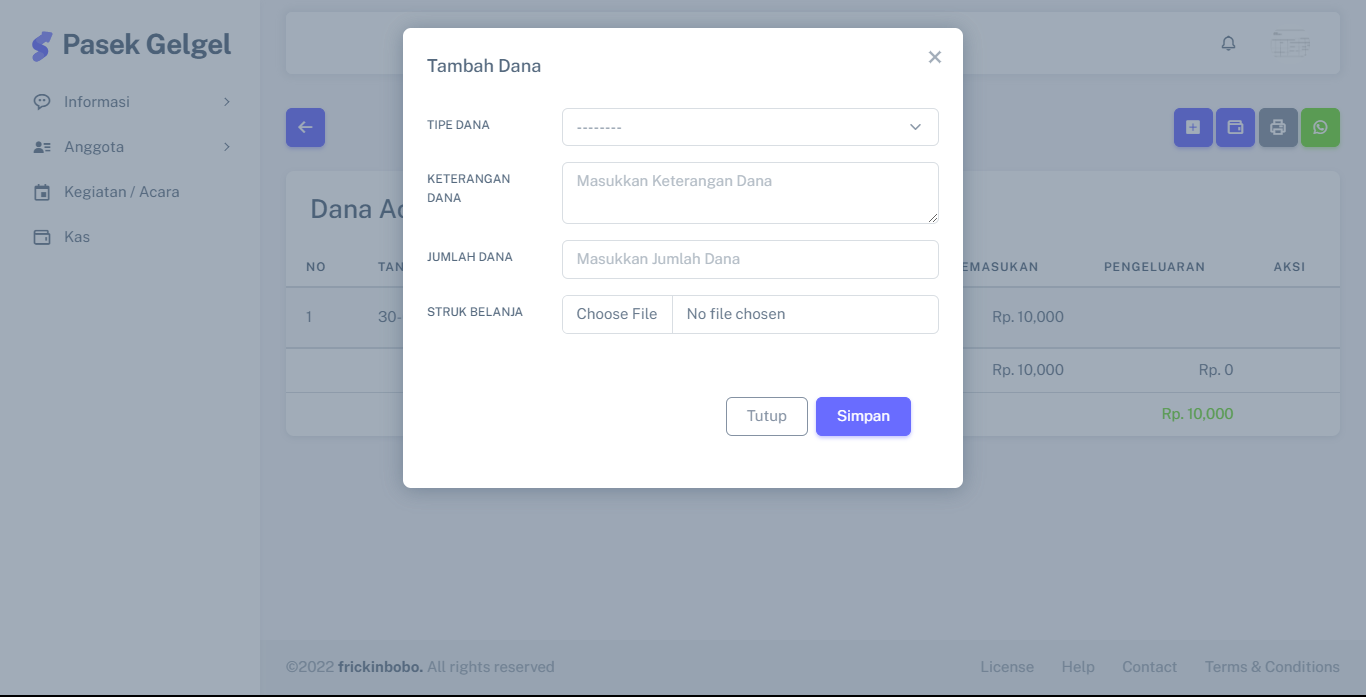 Pasek Gelgel
Informasi
Anggota
Kegiatan / Acara
Kas
Tambah Dana
TIPE DANA
--------
KETERANGAN
DANA
Masukkan Keterangan Dana
JUMLAH DANA
Masukkan Jumlah Dana
STRUK BELANJA
Choose File No file chosen
Tutup Simpan
Dana Ac
NO TAN EMASUKAN PENGELUARAN AKSI
1 30- Rp. 10,000
Rp. 10,000 Rp. 0
Rp. 10,000
©2022 frickinbobo. All rights reserved
License Help Contact Terms & Conditions